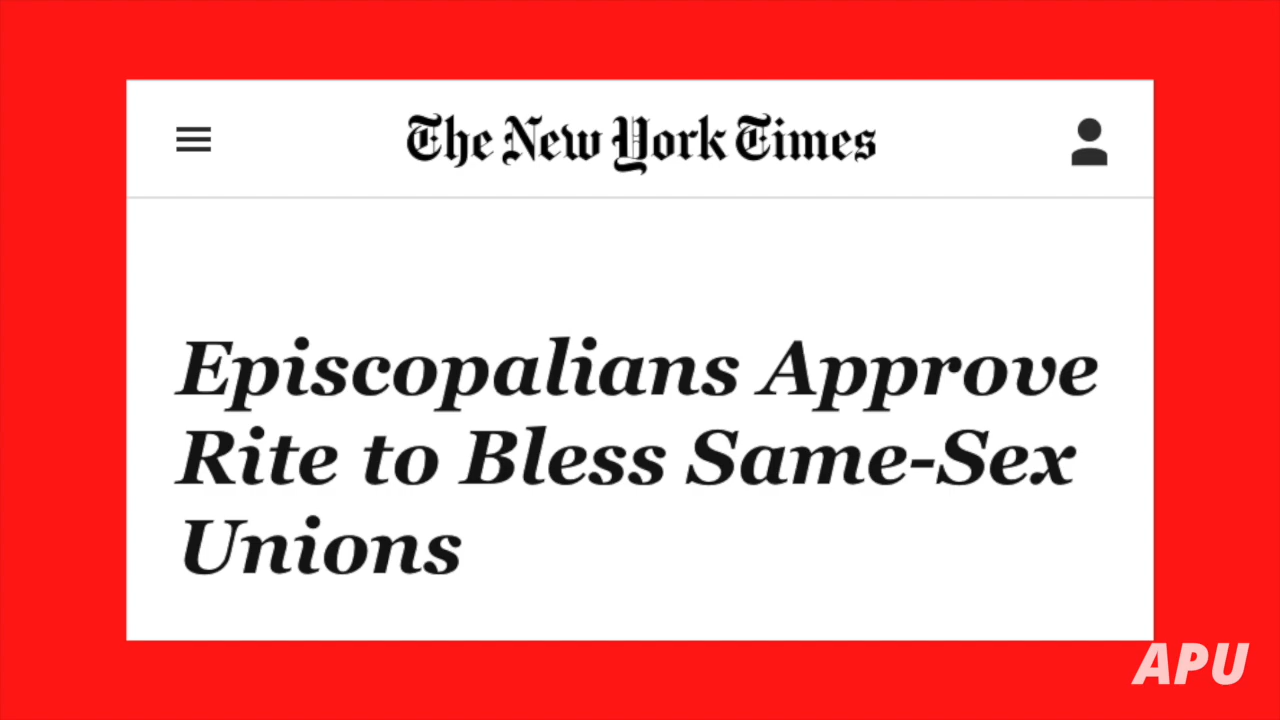 The New York Times
Episcopalians Approve
Rite to Bless Same-Sex
Unions
APU